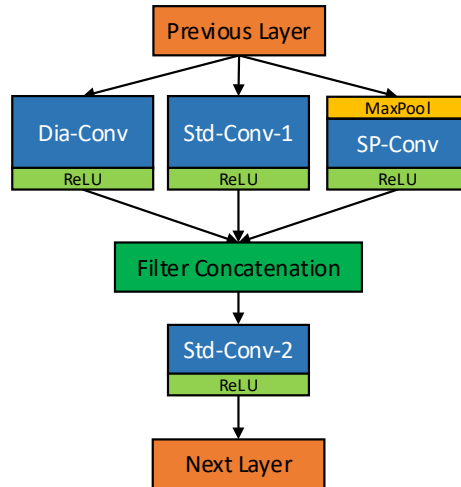 Previous Layer
Dia-Conv
ReLU
Std-Conv-1
ReLU
MaxPool
SP-Conv
ReLU
Filter Concatenation
Std-Conv-2
ReLU
Next Layer